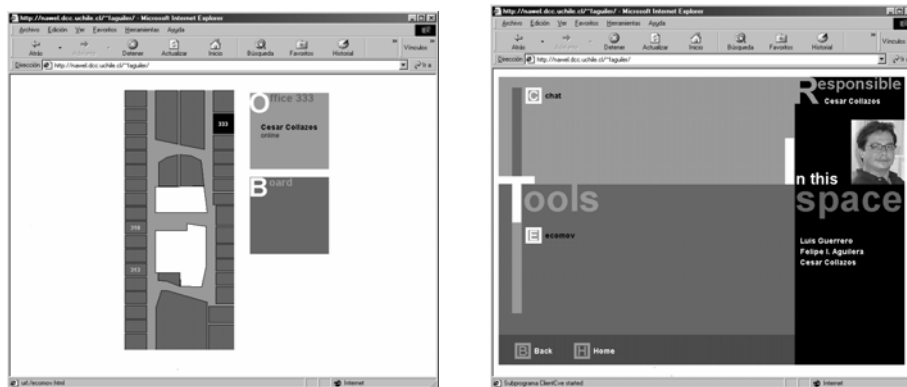 http://nawel.dcc.uchile.cl/~faguiler/ - Microsoft Internet Explorer
Archivo Edición Ver Favoritos Herramientas Ayuda
Atrás Adelante Detener Actualizar Inicio Búsqueda Favoritos Historial Vínculos
Dirección http://nawel.dcc.uchile.cl/~faguiler/ Ir a
Office 333
333
Cesar Collazos
online
Board
318
313
url:/ecomov.html Internet
http://nawel.dcc.uchile.cl/~faguiler/ - Microsoft Internet Explorer
Archivo Edición Ver Favoritos Herramientas Ayuda
Atrás Adelante Detener Actualizar Inicio Búsqueda Favoritos Historial Vínculos
Dirección http://nawel.dcc.uchile.cl/~faguiler/ Ir a
Responsible
C chat
Cesar Collazos
In this
Tools space
E ecomov
Luis Guerrero
Felipe I. Aguilera
Cesar Collazos
B Back H Home
Subprograma ClientCve started Internet